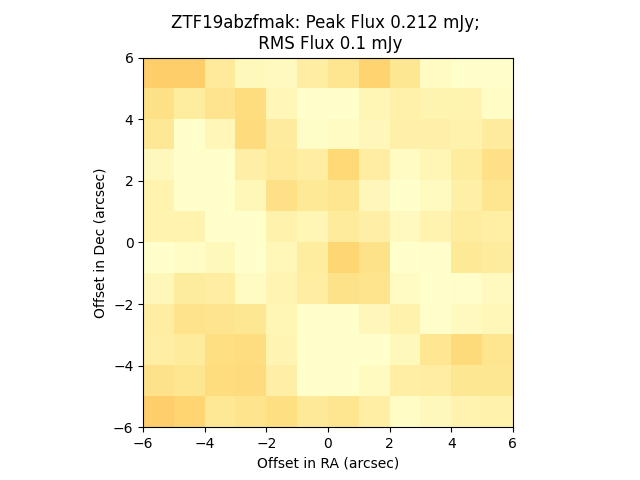 ZTF19abzfmak: Peak Flux 0.212 mJy;
RMS Flux 0.1 mJy
6
4
2
0
−2
−4
−6
Offset in Dec (arcsec)
−6 −4 −2 0 2 4 6
Offset in RA (arcsec)